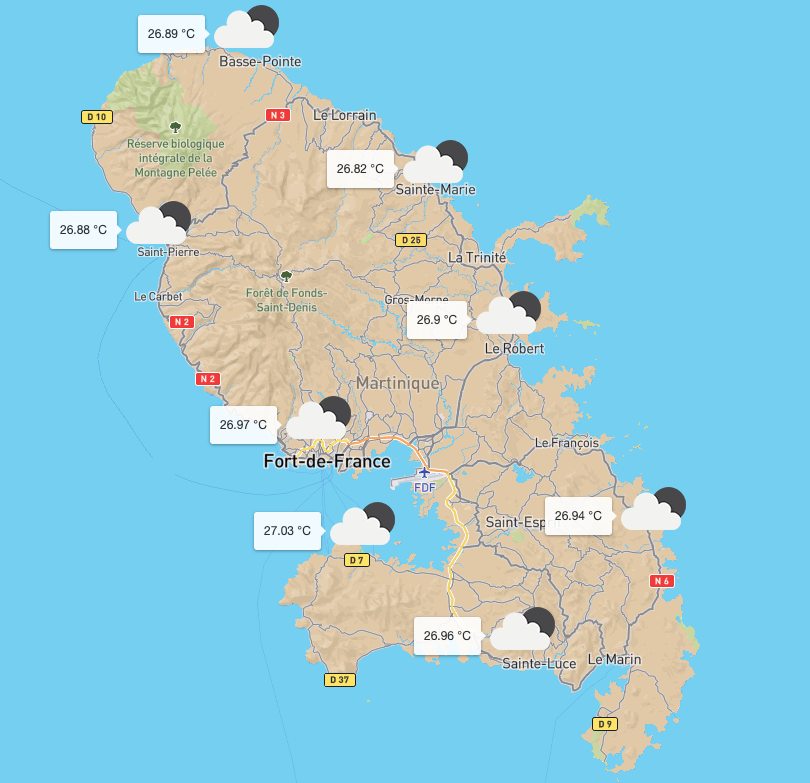 26.89 °C
Basse-Pointe
D 10
N 3
Le Lorrain
Réserve biologique
intégrale de la
Montagne Pelée
26.82 °C
Sainte-Marie
26.88 °C
Saint-Pierre
D 25
La Trinité
Forêt de Fonds-
Saint-Denis
Le Carbet
Gros-Morne
N 2
26.9 °C
Le Robert
N 2
Martinique
26.97 °C
Fort-de-France
Le François
FDF
26.94 °C
Saint-Esp
27.03 °C
D 7
N 6
26.96 °C
Sainte-Luce
Le Marin
D 37
D 9